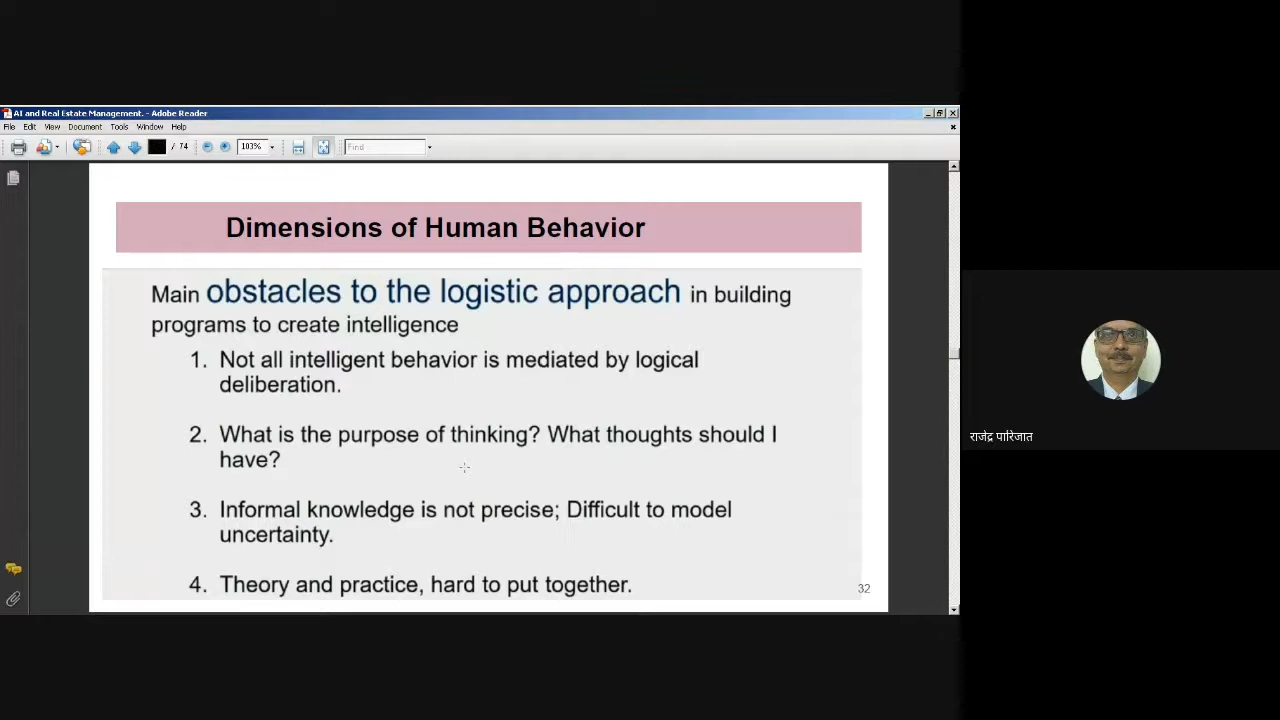 AI and Real Estate Management. - Adobe Reader
File Edit View Document Tools Window Help
/ 74 103% Find
Dimensions of Human Behavior
Main obstacles to the logistic approach in building
programs to create intelligence
1. Not all intelligent behavior is mediated by logical
deliberation.
2. What is the purpose of thinking? What thoughts should I
have?
3. Informal knowledge is not precise; Difficult to model
uncertainty.
4. Theory and practice, hard to put together.
32
राजेंद्र पारिजात